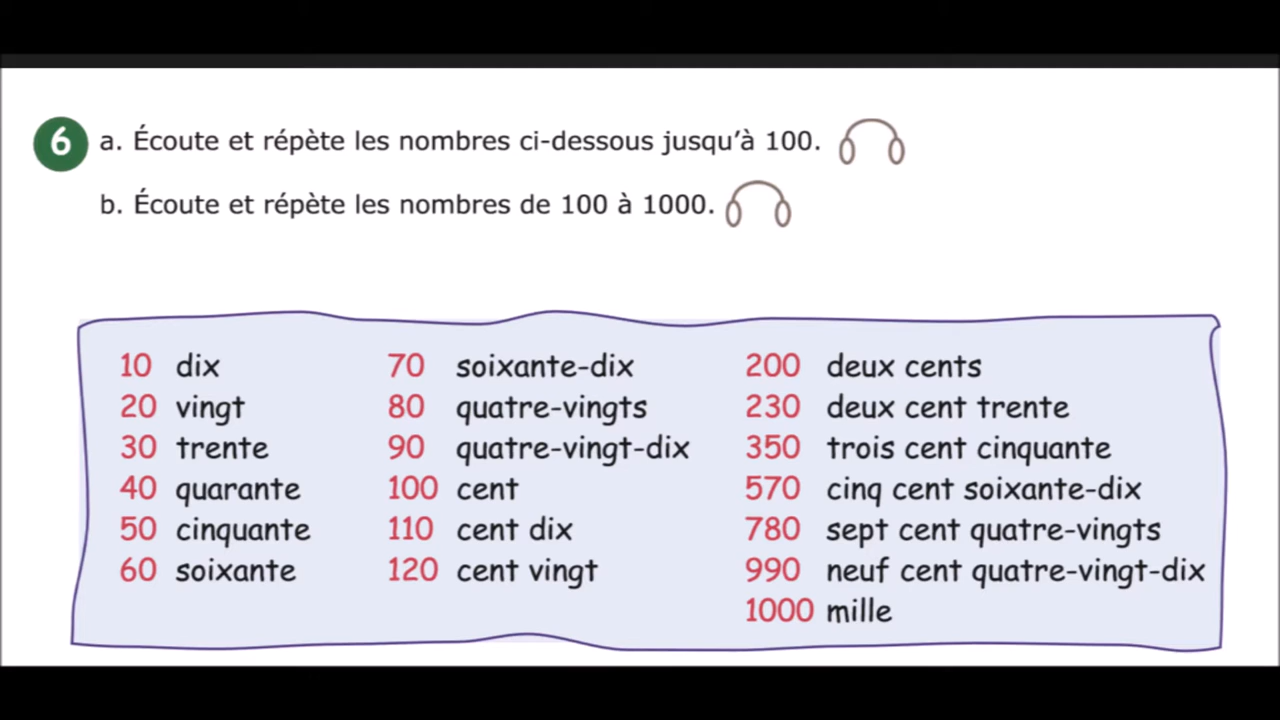 6 a. Écoute et répète les nombres ci-dessous jusqu'à 100.
b. Écoute et répète les nombres de 100 à 1000.
10 dix
20 vingt
30 trente
40 quarante
50 cinquante
60 soixante
70 soixante-dix
80 quatre-vingts
90 quatre-vingt-dix
100 cent
110 cent dix
120 cent vingt
200 deux cents
230 deux cent trente
350 trois cent cinquante
570 cinq cent soixante-dix
780 sept cent quatre-vingts
990 neuf cent quatre-vingt-dix
1000 mille